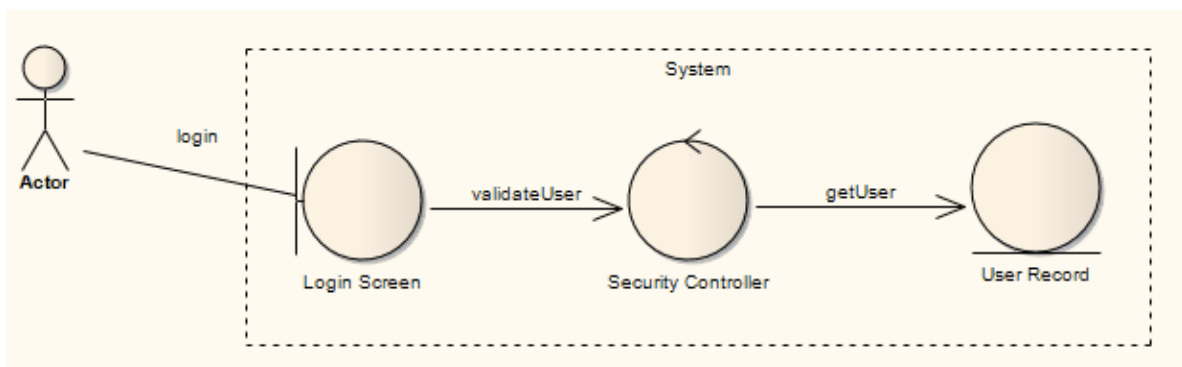 System
login
Actor
validateUser
getUser
Login Screen
Security Controller
User Record